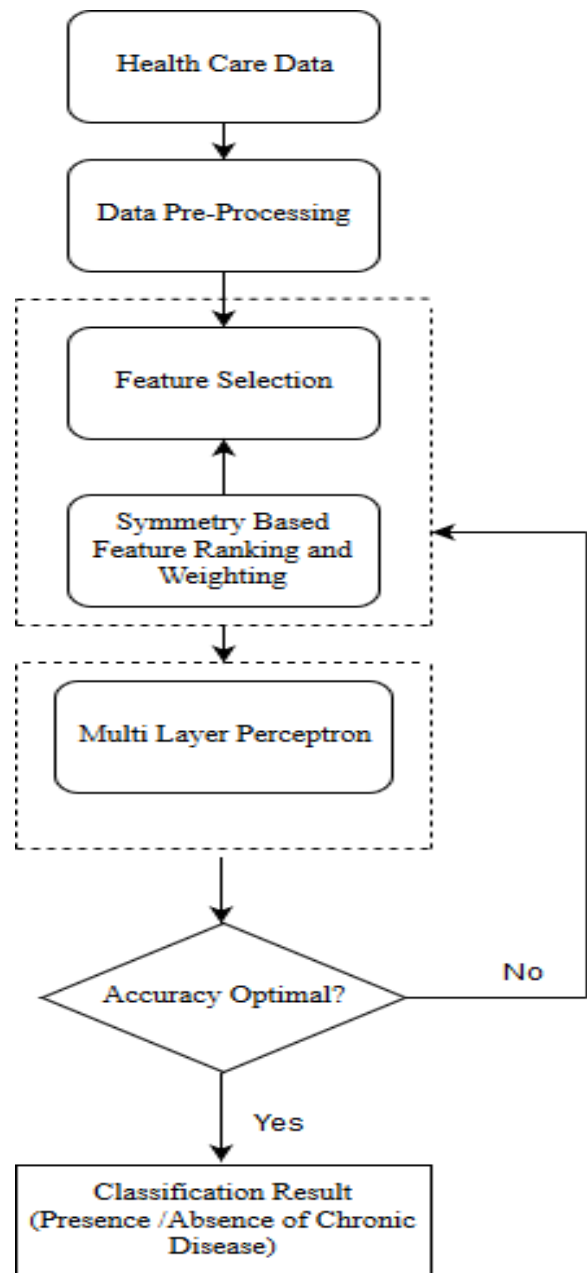 Health Care Data
Data Pre-Processing
Feature Selection
Symmetry Based
Feature Ranking and
Weighting
Multi Layer Perceptron
Accuracy Optimal?
No
Yes
Classification Result
(Presence /Absence of Chronic
Disease)